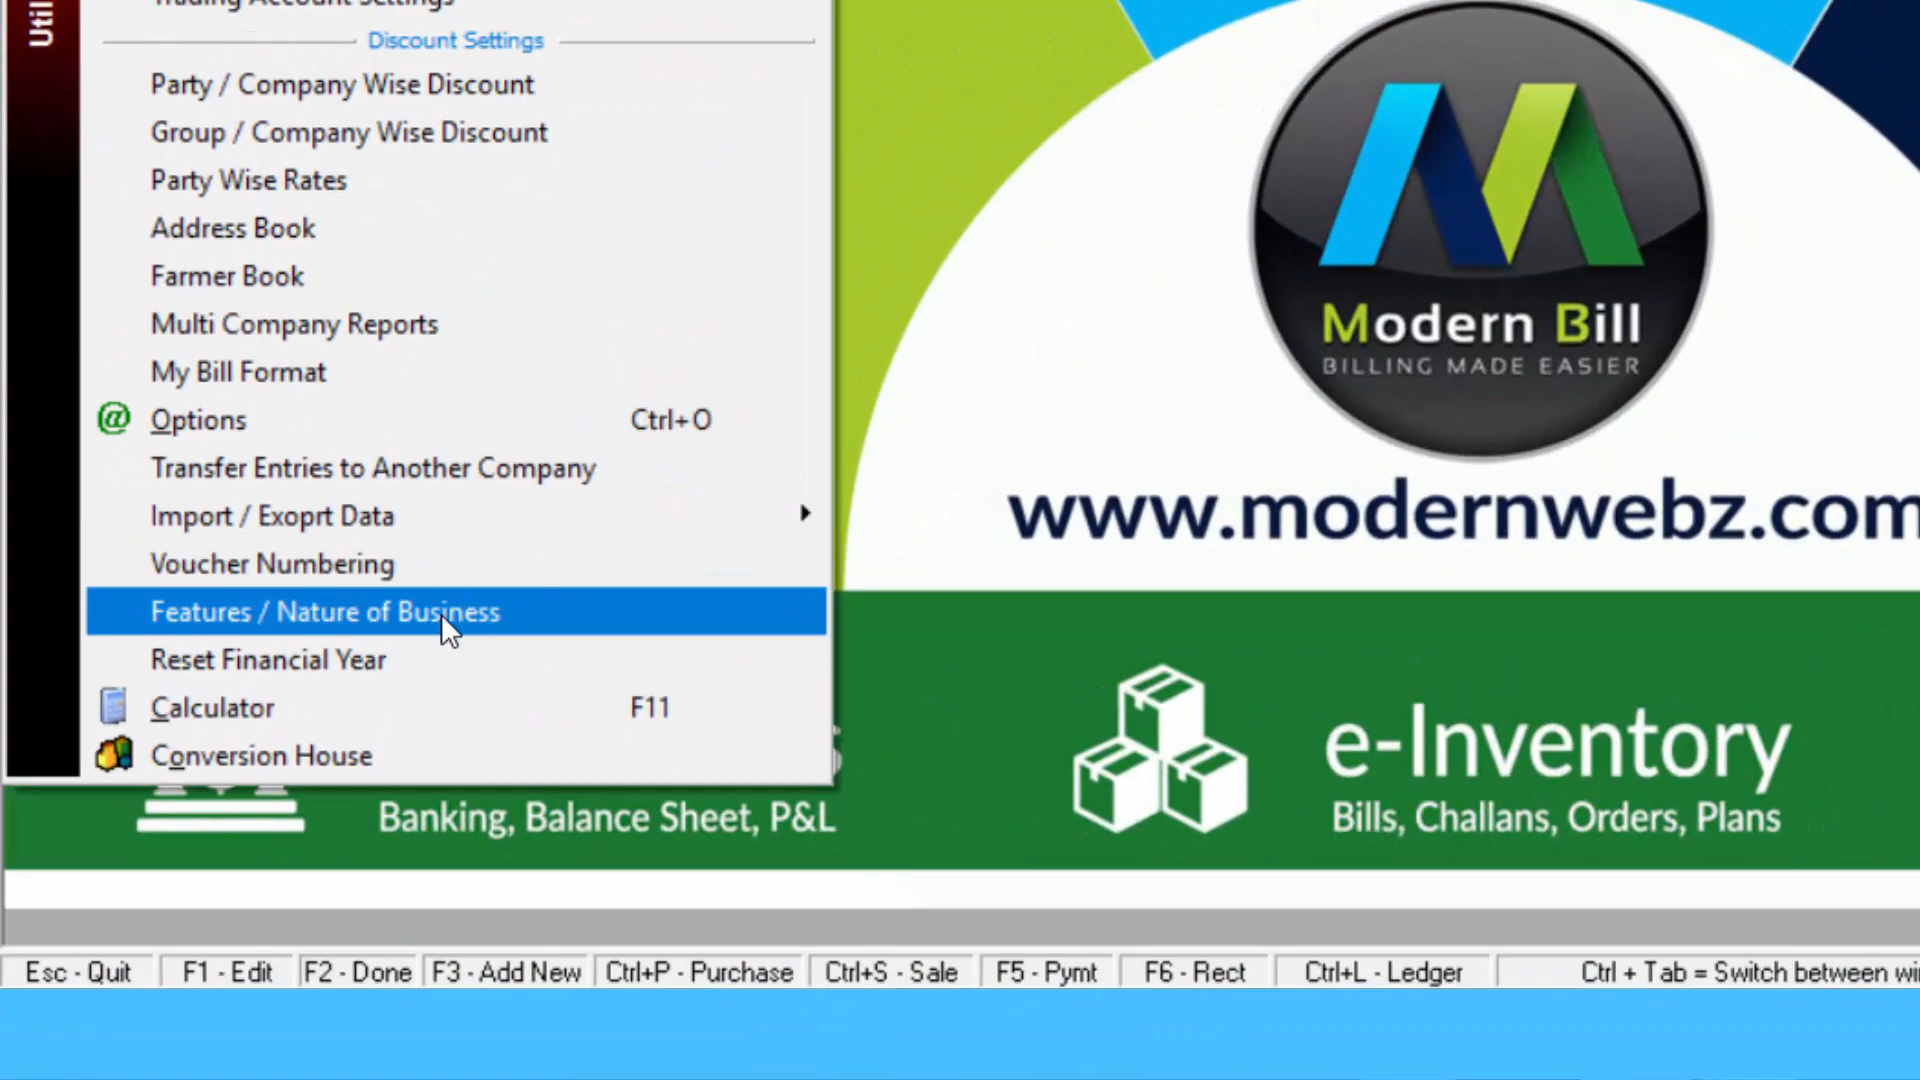 Util
Trading Account Settings
Discount Settings
Party / Company Wise Discount
Group / Company Wise Discount
Party Wise Rates
Address Book
Farmer Book
Multi Company Reports
My Bill Format
Options Ctrl+O
Transfer Entries to Another Company
Import / Exoprt Data
Voucher Numbering
Features / Nature of Business
Reset Financial Year
Calculator F11
Conversion House
Modern Bill
BILLING MADE EASIER
www.modernwebz.com
Banking, Balance Sheet, P&L
e-Inventory
Bills, Challans, Orders, Plans
Esc - Quit F1 - Edit F2 - Done F3 - Add New Ctrl+P - Purchase Ctrl+S - Sale F5 - Pymt F6 - Rect Ctrl+L - Ledger Ctrl + Tab = Switch between wi